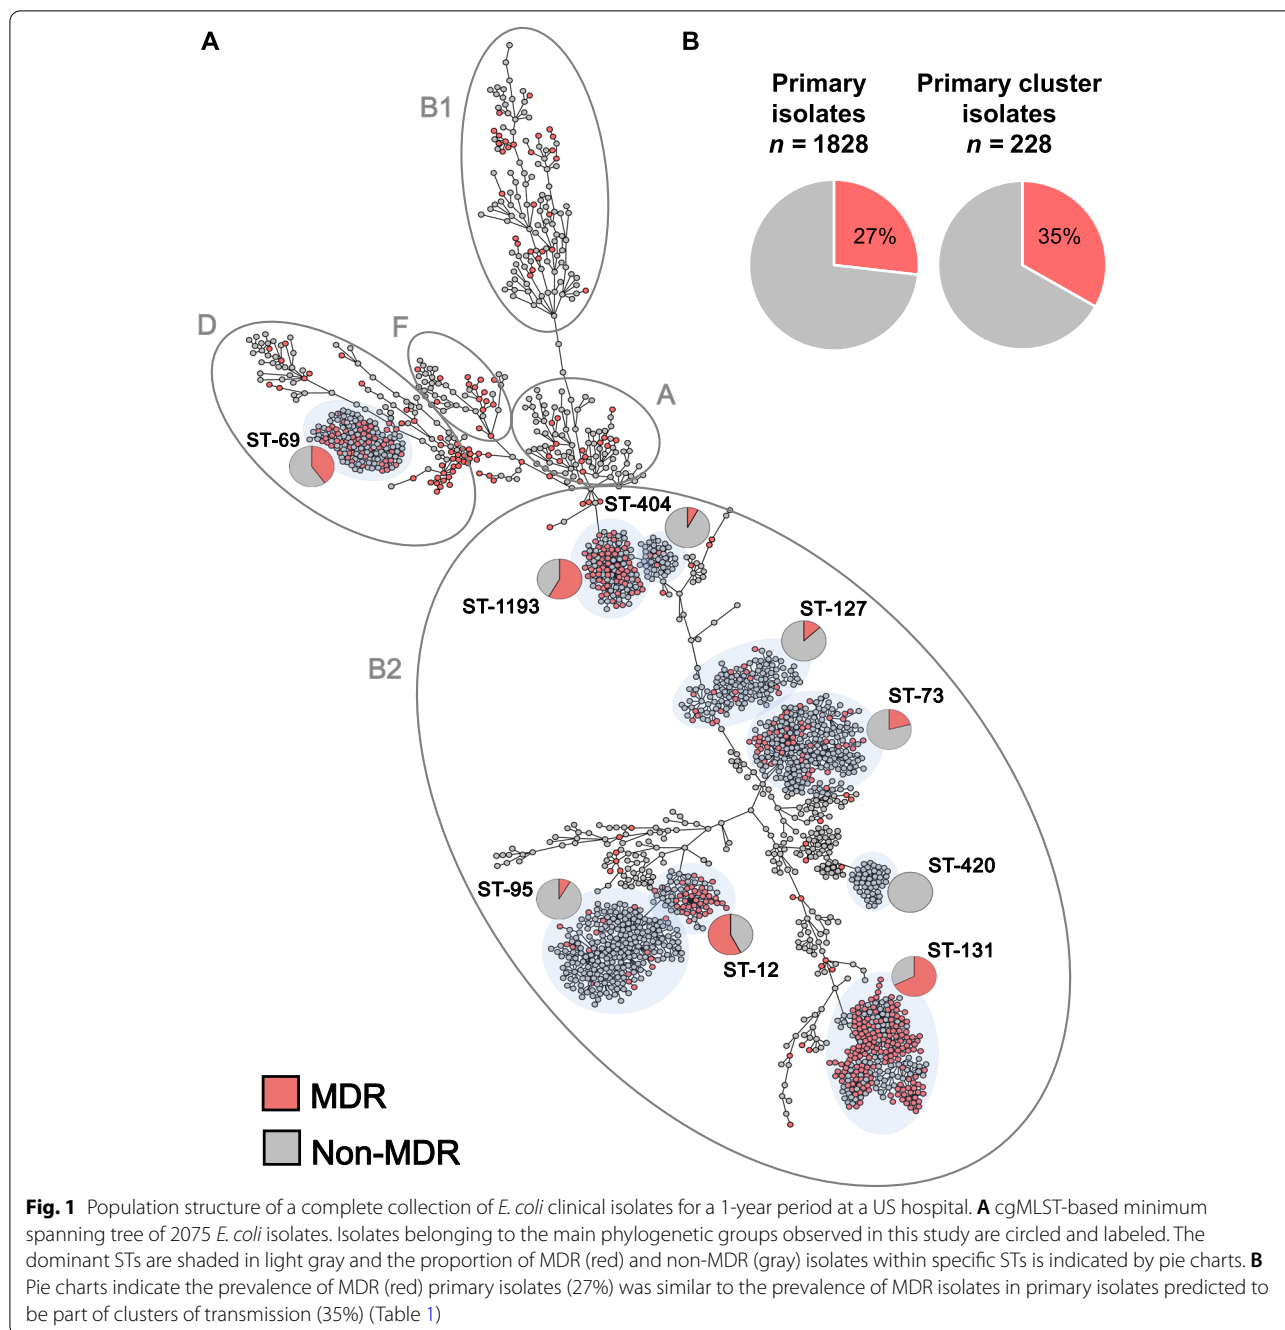 A
B
Primary
isolates
n = 1828
Primary cluster
isolates
n = 228
27%
35%
B1
D
F
A
ST-69
ST-404
ST-1193
ST-127
B2
ST-73
ST-420
ST-95
ST-12
ST-131
MDR
Non-MDR
Fig. 1 Population structure of a complete collection of E. coli clinical isolates for a 1-year period at a US hospital. A cgMLST-based minimum
spanning tree of 2075 E. coli isolates. Isolates belonging to the main phylogenetic groups observed in this study are circled and labeled. The
dominant STs are shaded in light gray and the proportion of MDR (red) and non-MDR (gray) isolates within specific STs is indicated by pie charts. B
Pie charts indicate the prevalence of MDR (red) primary isolates (27%) was similar to the prevalence of MDR isolates in primary isolates predicted to
be part of clusters of transmission (35%) (Table 1)